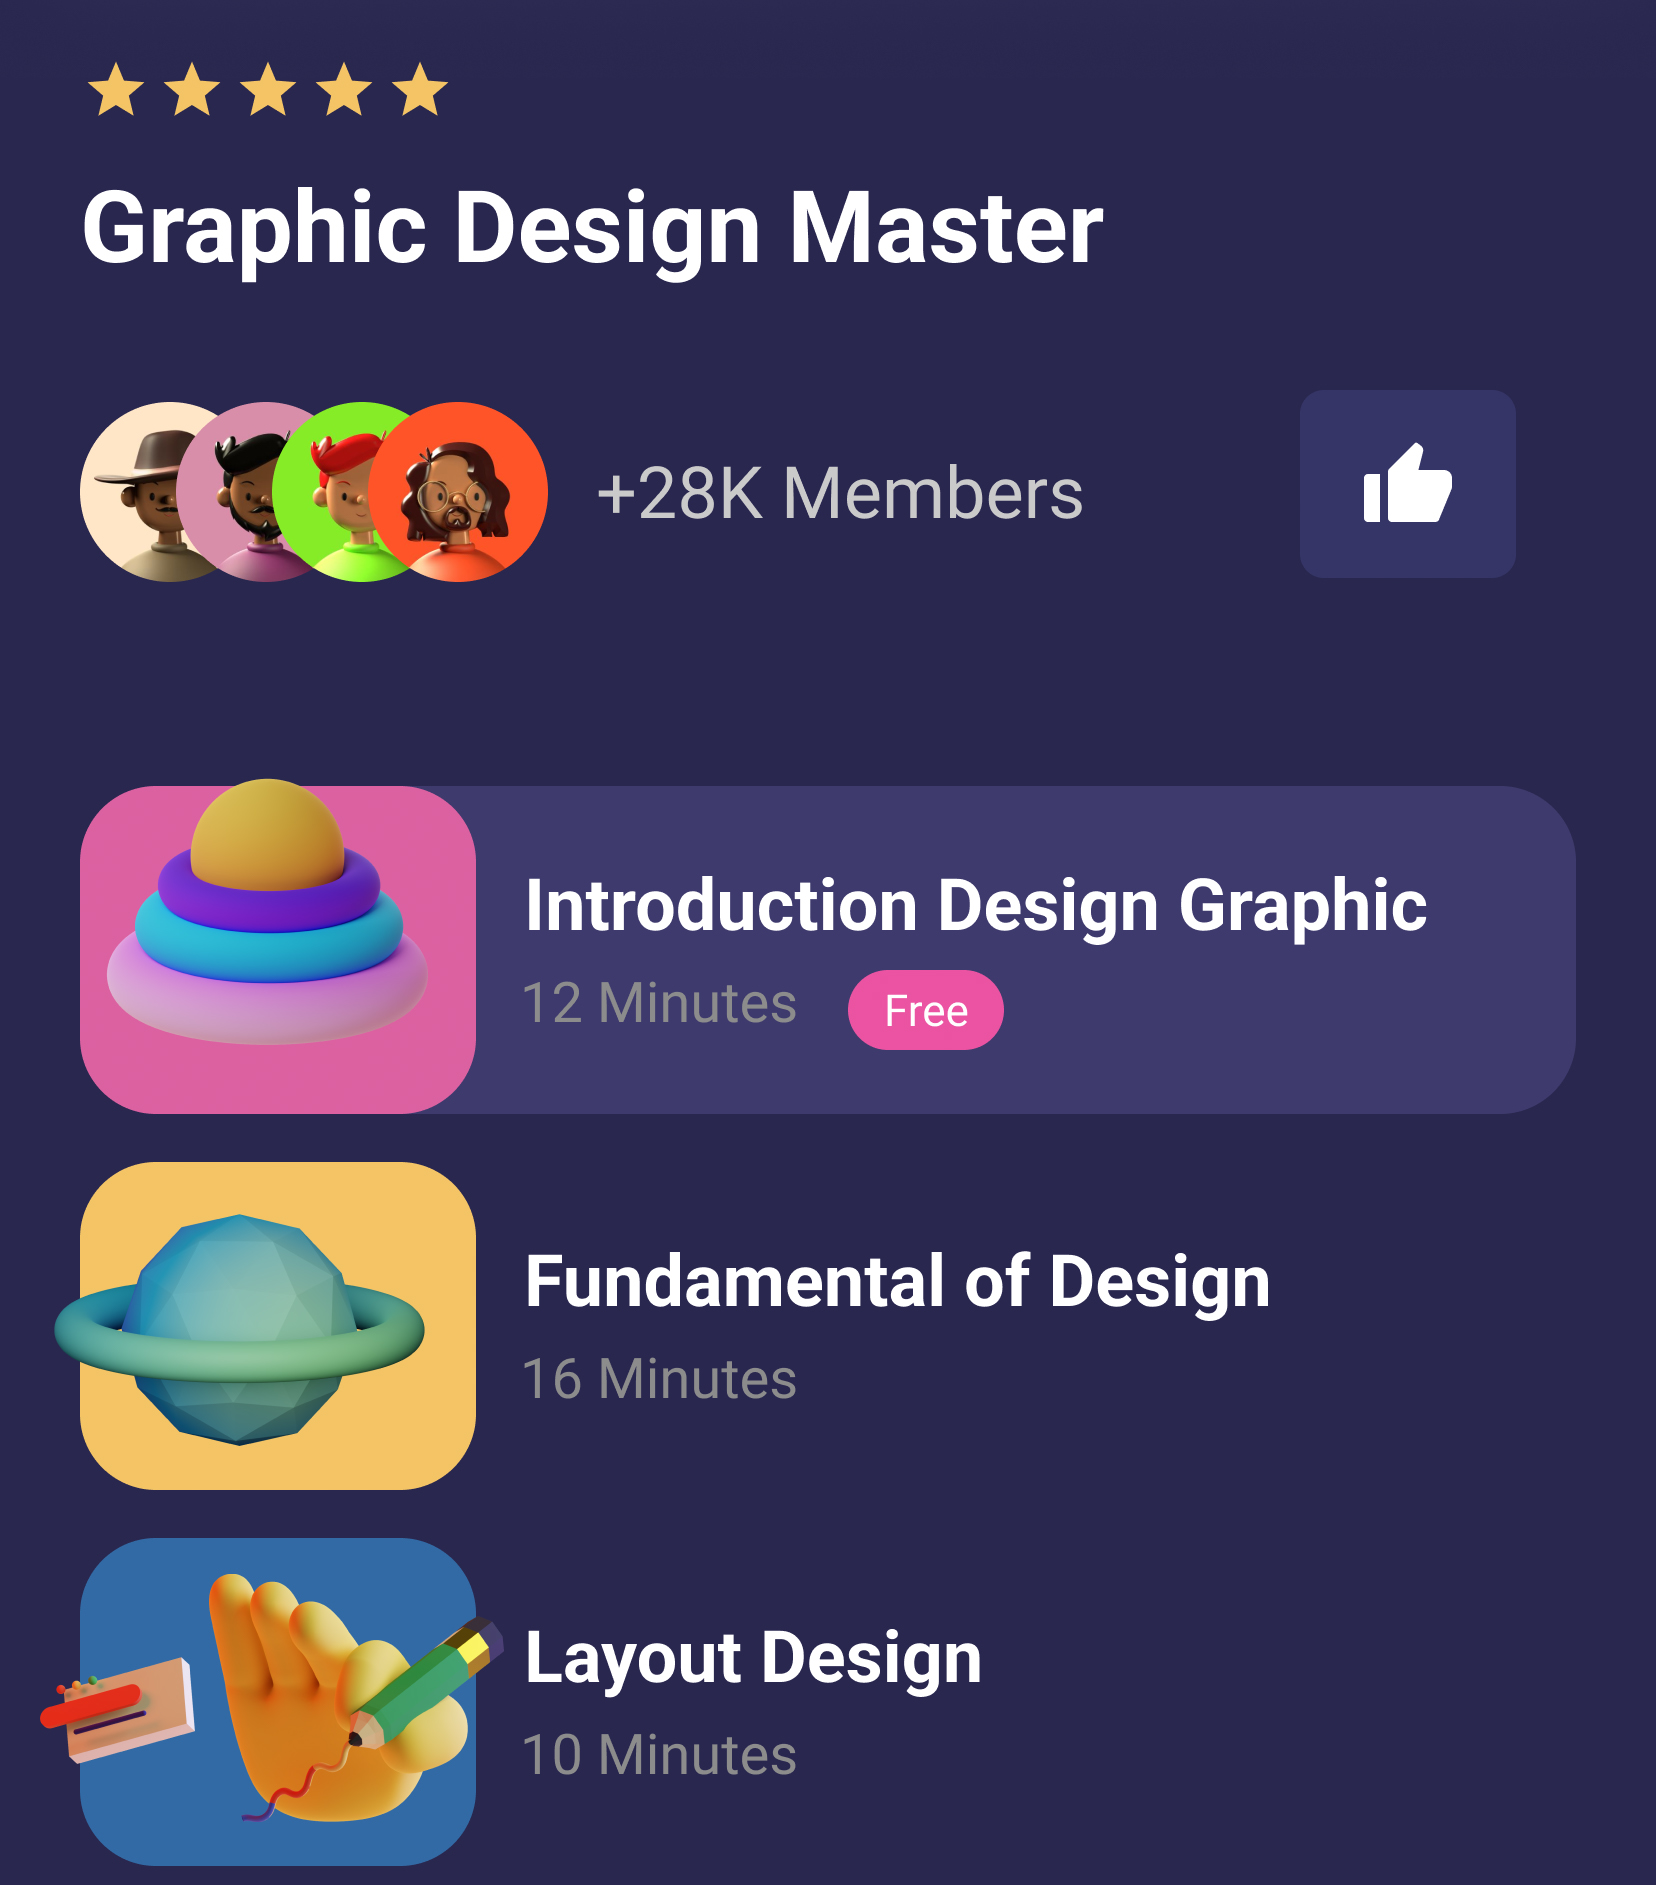 Graphic Design Master
+28K Members
Introduction Design Graphic
12 Minutes
Free
Fundamental of Design
16 Minutes
Layout Design
10 Minutes